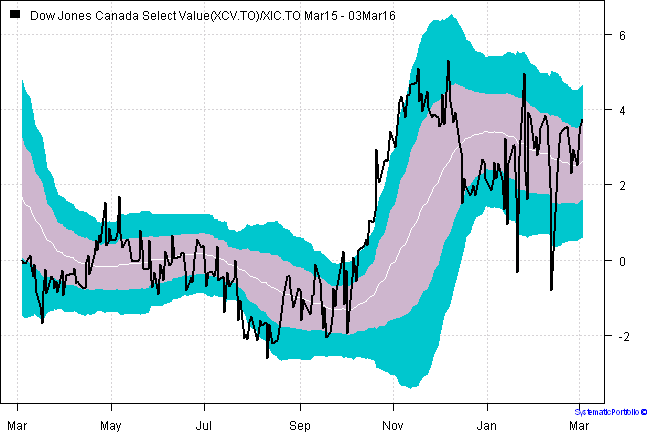 Dow Jones Canada Select Value(XCV.TO)/XIC.TO Mar15 - 03Mar16
6
4
2
0
-2
SystematicPortfolio ©
Mar May Jul Sep Nov Jan Mar